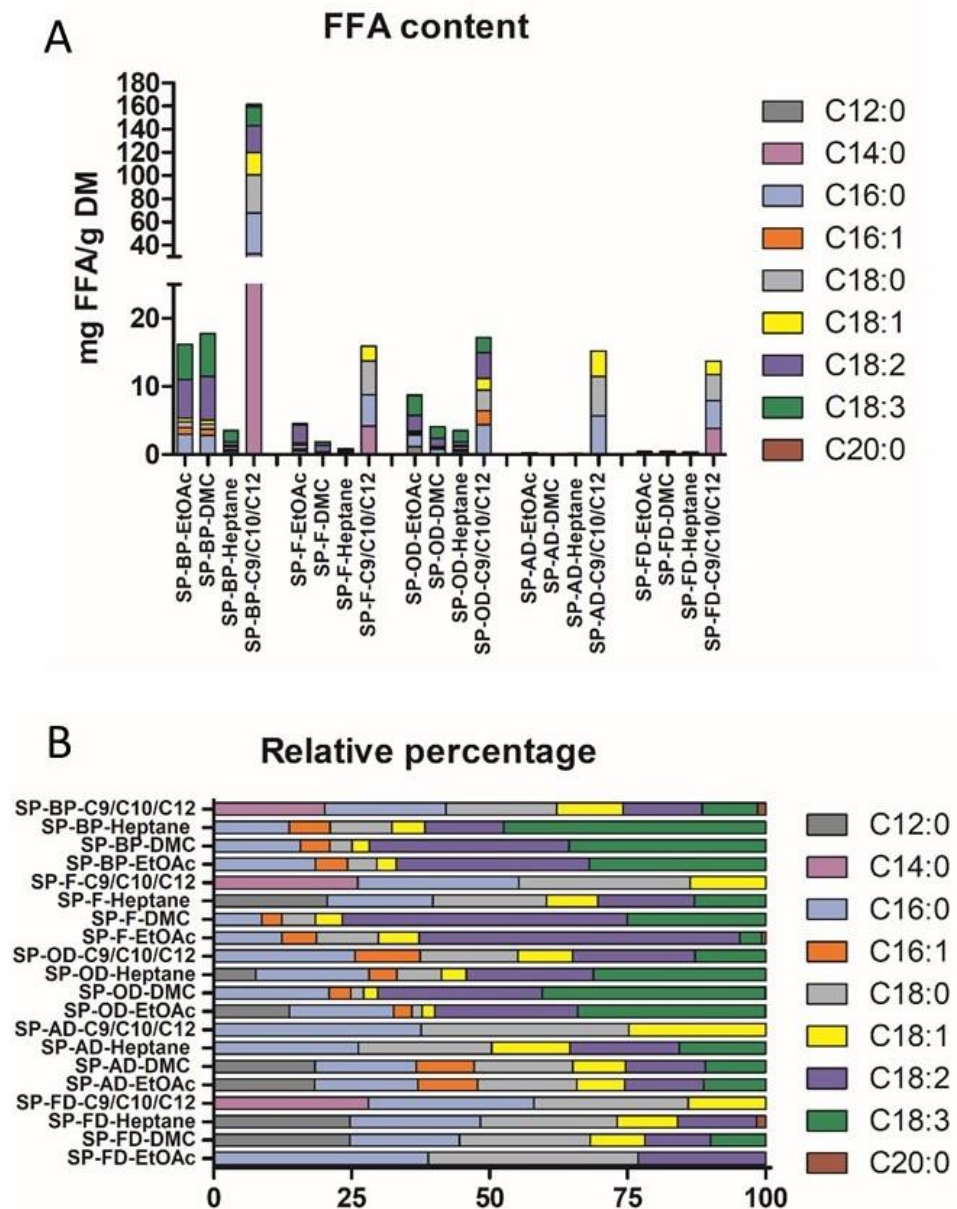 A
FFA content
mg FFA/g DM
180
160
140
120
100
80
60
40
20
10
0
SP-BP-EtOAc
SP-BP-DMC
SP-BP-Heptane
SP-BP-C9/C10/C12
SP-F-EtOAc
SP-F-DMC
SP-F-Heptane
SP-F-C9/C10/C12
SP-OD-EtOAc
SP-OD-DMC
SP-OD-Heptane
SP-OD-C9/C10/C12
SP-AD-EtOAc
SP-AD-DMC
SP-AD-Heptane
SP-AD-C9/C10/C12
SP-FD-EtOAc
SP-FD-DMC
SP-FD-Heptane
SP-FD-C9/C10/C12
C12:0
C14:0
C16:0
C16:1
C18:0
C18:1
C18:2
C18:3
C20:0
B
Relative percentage
SP-BP-C9/C10/C12
SP-BP-Heptane
SP-BP-DMC
SP-BP-EtOAc
SP-F-C9/C10/C12
SP-F-Heptane
SP-F-DMC
SP-F-EtOAc
SP-OD-C9/C10/C12
SP-OD-Heptane
SP-OD-DMC
SP-OD-EtOAc
SP-AD-C9/C10/C12
SP-AD-Heptane
SP-AD-DMC
SP-AD-EtOAc
SP-FD-C9/C10/C12
SP-FD-Heptane
SP-FD-DMC
SP-FD-EtOAc
0 25 50 75 100
C12:0
C14:0
C16:0
C16:1
C18:0
C18:1
C18:2
C18:3
C20:0